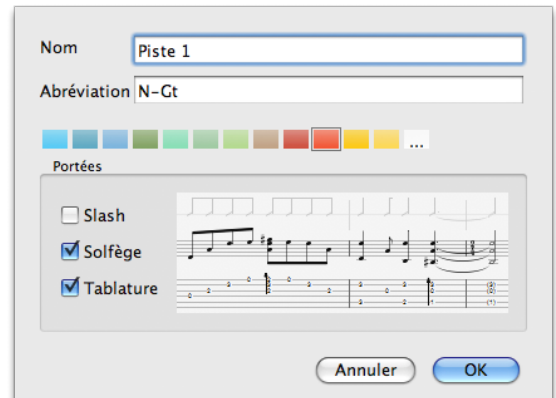 Nom Piste 1
Abréviation N-Gt
...
Portées
Slash
Solfège
Tablature
Annuler OK